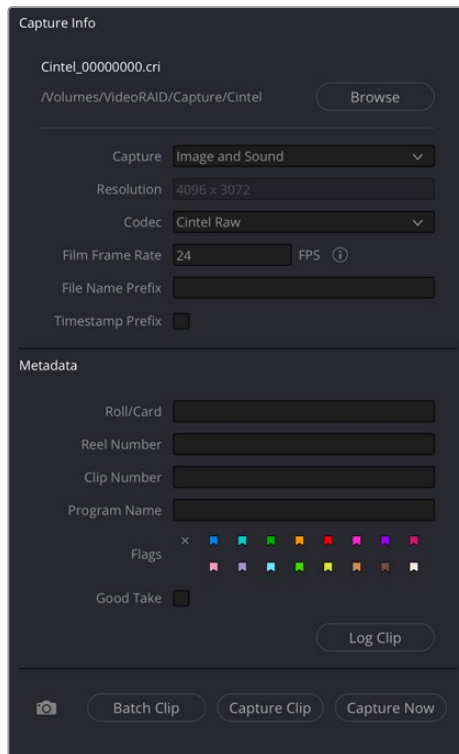 Capture Info
Cintel_00000000.cri
/Volumes/VideoRAID/Capture/Cintel
Browse
Capture Image and Sound
Resolution 4096 x 3072
Codec Cintel Raw
Film Frame Rate 24 FPS
File Name Prefix
Timestamp Prefix
Metadata
Roll/Card
Reel Number
Clip Number
Program Name
Flags
Good Take
Log Clip
Batch Clip Capture Clip Capture Now